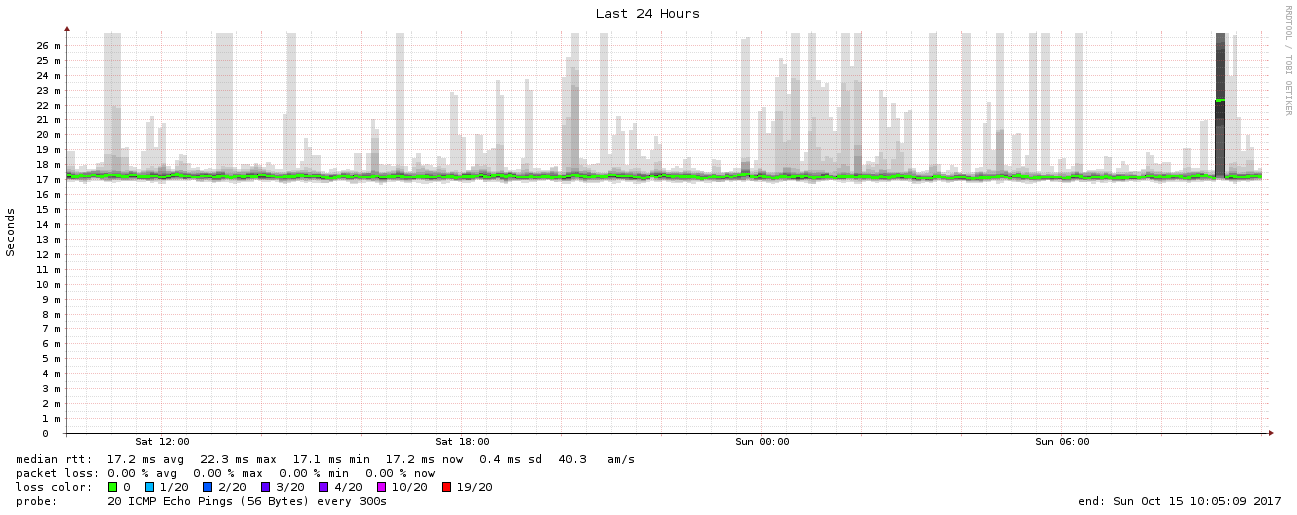 Last 24 Hours
RRDTOOL / TOBI OETIKER
Seconds
26 m
25 m
24 m
23 m
22 m
21 m
20 m
19 m
18 m
17 m
16 m
15 m
14 m
13 m
12 m
11 m
10 m
9 m
8 m
7 m
6 m
5 m
4 m
3 m
2 m
1 m
0
Sat 12:00 Sat 18:00 Sun 00:00 Sun 06:00
median rtt: 17.2 ms avg 22.3 ms max 17.1 ms min 17.2 ms now 0.4 ms sd 40.3 am/s
packet loss: 0.00 % avg 0.00 % max 0.00 % min 0.00 % now
loss color: 0 1/20 2/20 3/20 4/20 10/20 19/20
probe: 20 ICMP Echo Pings (56 Bytes) every 300s end: Sun Oct 15 10:05:09 2017